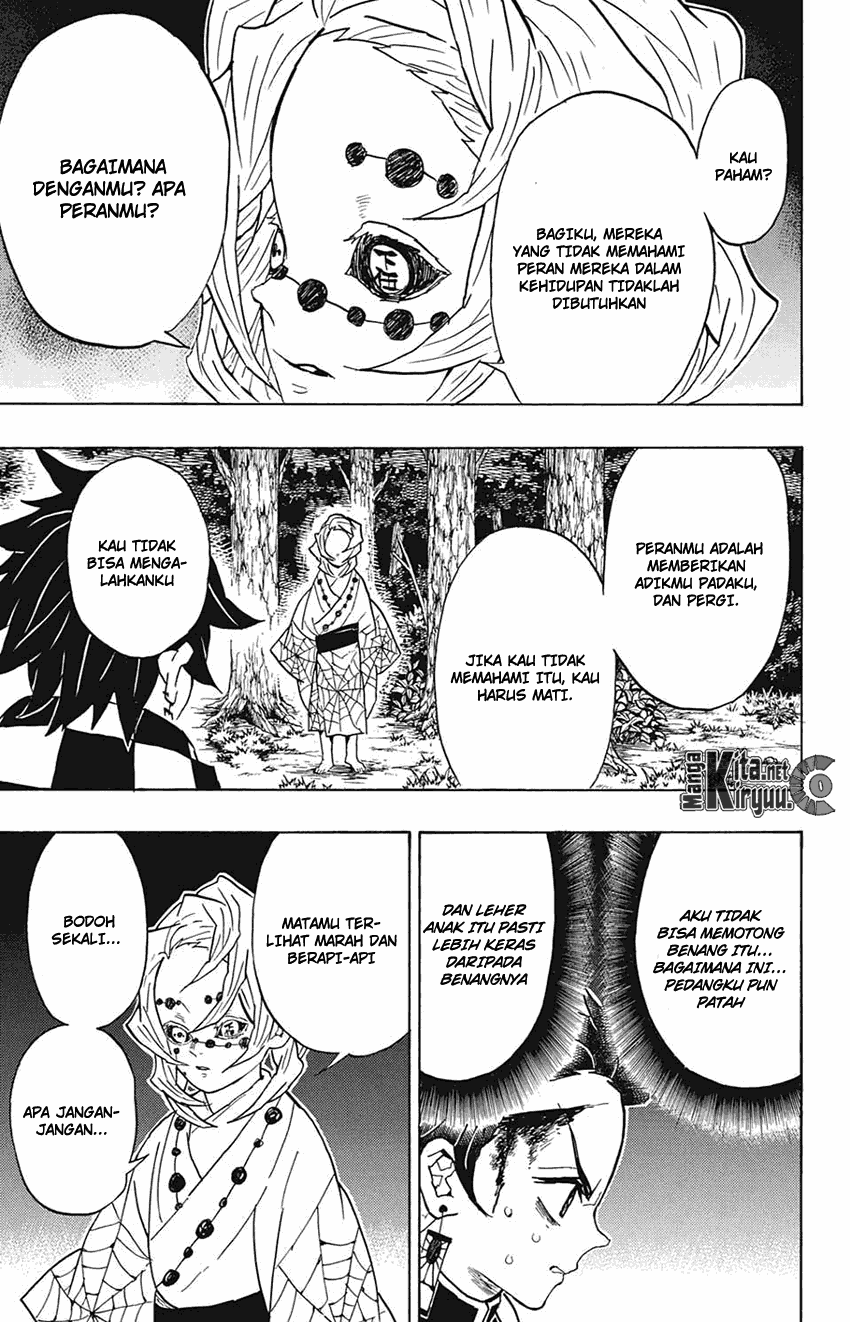 KAU
PAHAM?
BAGIKU, MEREKA
YANG TIDAK MEMAHAMI
PERAN MEREKA DALAM
KEHIDUPAN TIDAKLAH
DIBUTUHKAN
BAGAIMANA
DENGANMU? APA
PERANMU?
PERANMU ADALAH
MEMBERIKAN
ADIKMU PADAKU,
DAN PERGI.
JIKA KAU TIDAK
MEMAHAMI ITU, KAU
HARUS MATI.
KAU TIDAK
BISA MENGA-
LAHKANKU
Manga
Kita.net
Kiryuu.
AKU TIDAK
BISA MEMOTONG
BENANG ITU...
BAGAIMANA INI...
PEDANGKU PUN
PATAH
DAN LEHER
ANAK ITU PASTI
LEBIH KERAS
DARIPADA
BENANGNYA
MATAMU TER-
LIHAT MARAH DAN
BERAPI-API
BODOH
SEKALI...
APA JANGAN-
JANGAN...